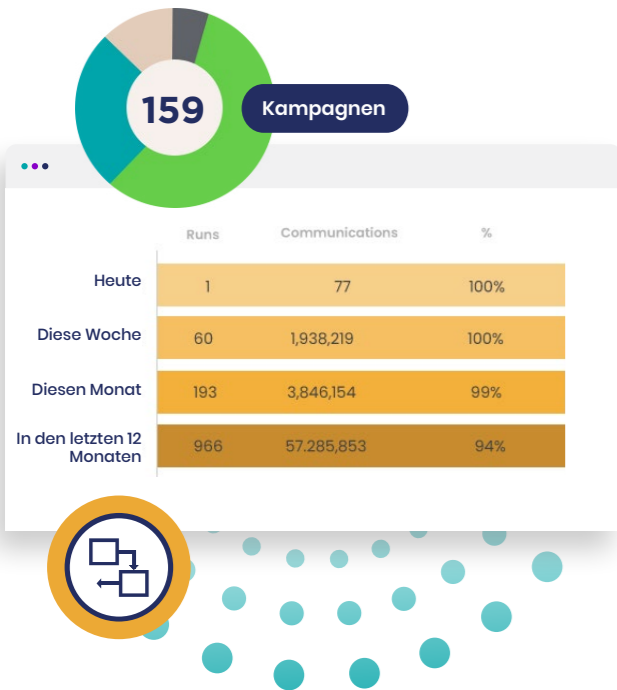 159
Kampagnen
Runs Communications %
Heute 1 77 100%
Diese Woche 60 1,938,219 100%
Diesen Monat 193 3,846,154 99%
In den letzten 12
Monaten 966 57.285,853 94%